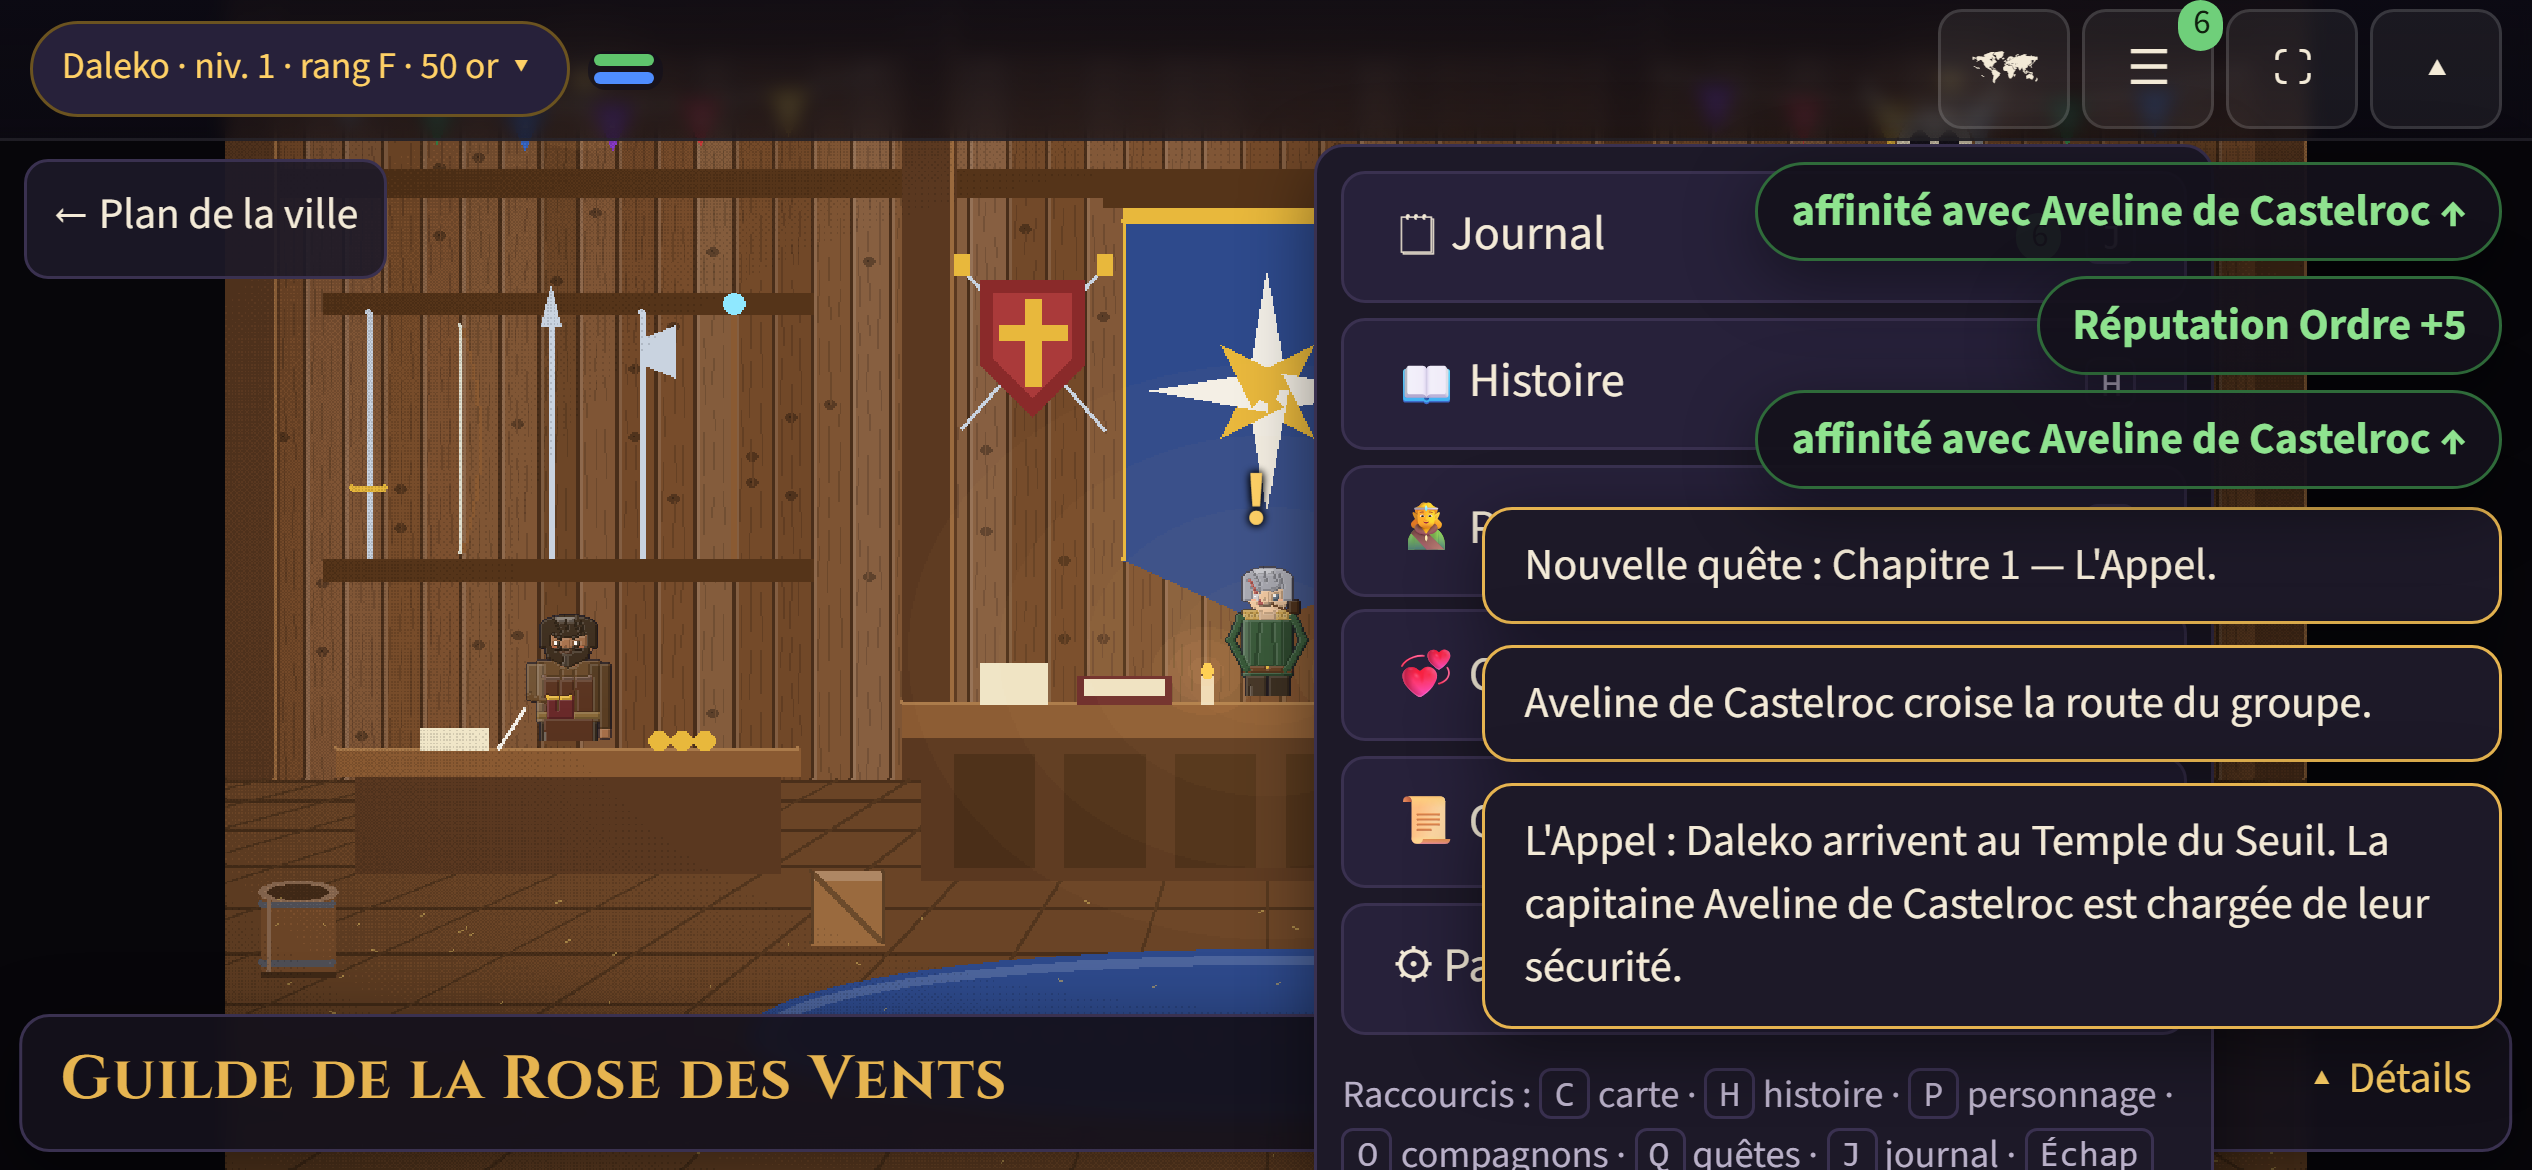 Daleko · niv. 1 · rang F · 50 or ▼
6
← Plan de la ville
Journal
affinité avec Aveline de Castelroc ↑
Réputation Ordre +5
Histoire
H
affinité avec Aveline de Castelroc ↑
Nouvelle quête : Chapitre 1 — L'Appel.
Aveline de Castelroc croise la route du groupe.
L'Appel : Daleko arrivent au Temple du Seuil. La
capitaine Aveline de Castelroc est chargée de leur
sécurité.
Pa
GUILDE DE LA ROSE DES VENTS
▲ Détails
Raccourcis : C carte · H histoire · P personnage ·
O compagnons · Q quêtes · J journal · Échap